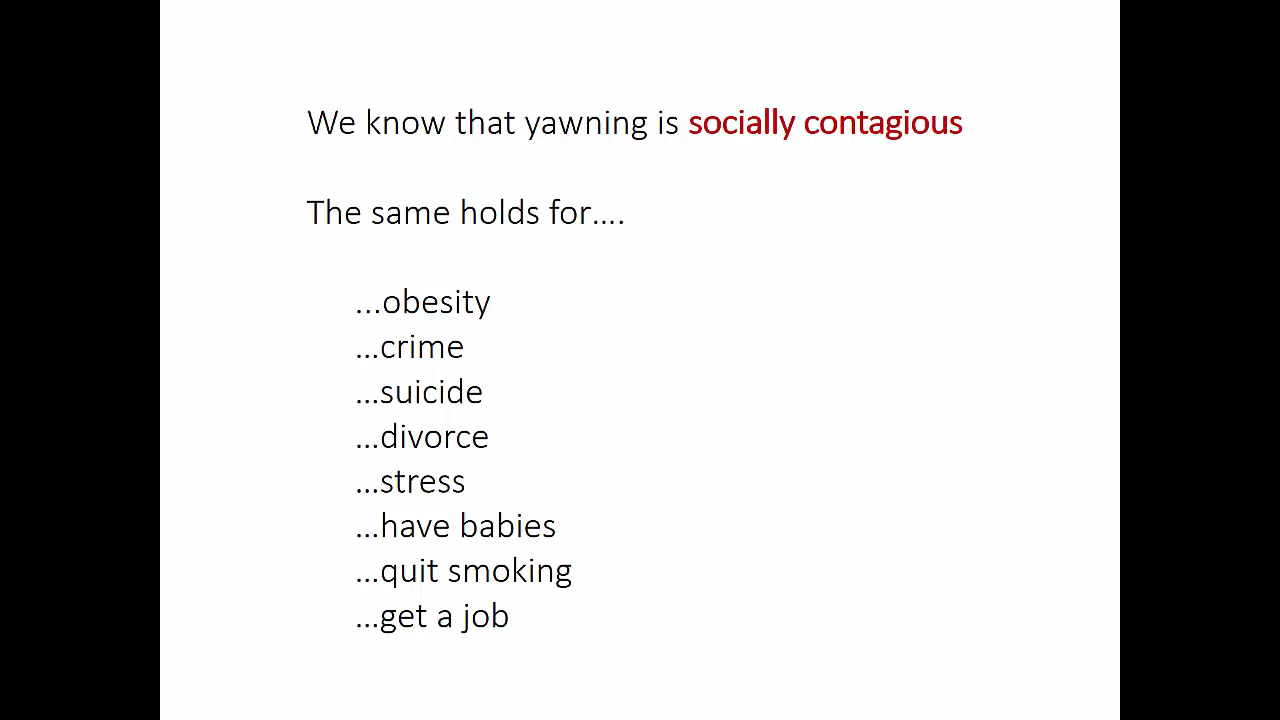 We know that yawning is socially contagious
The same holds for….
...obesity
…crime
…suicide
…divorce
…stress
…have babies
…quit smoking
…get a job